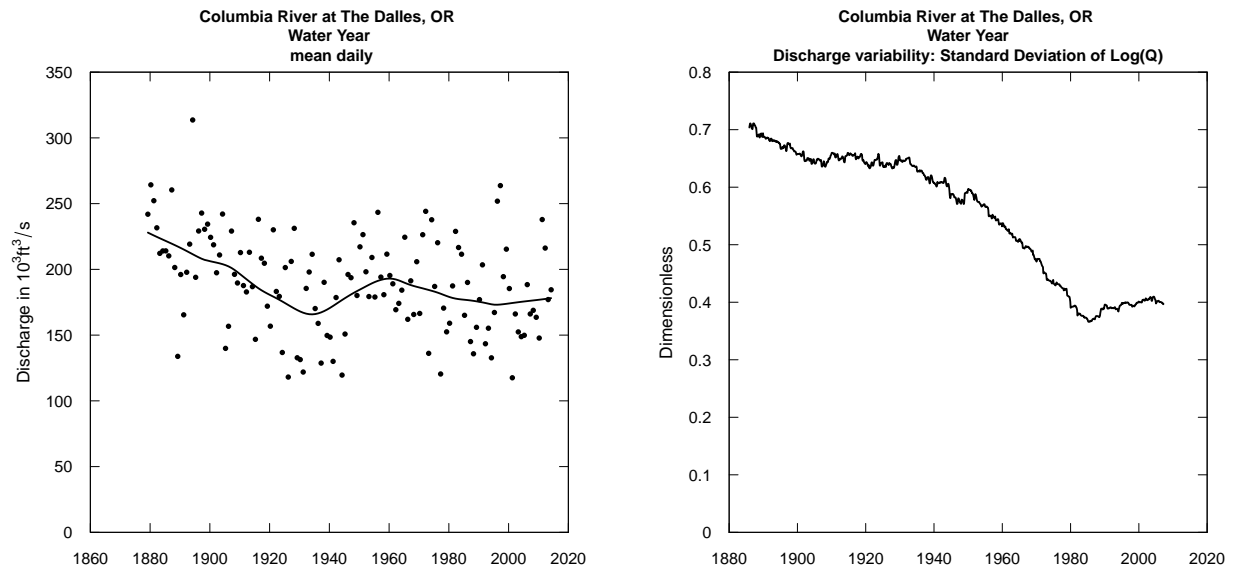 Columbia River at The Dalles, OR
Water Year
mean daily
350
300
250
200
150
100
50
0
Discharge in 10³ft³/s
1860 1880 1900 1920 1940 1960 1980 2000 2020
Columbia River at The Dalles, OR
Water Year
Discharge variability: Standard Deviation of Log(Q)
0.8
0.7
0.6
0.5
0.4
0.3
0.2
0.1
0
Dimensionless
1880 1900 1920 1940 1960 1980 2000 2020